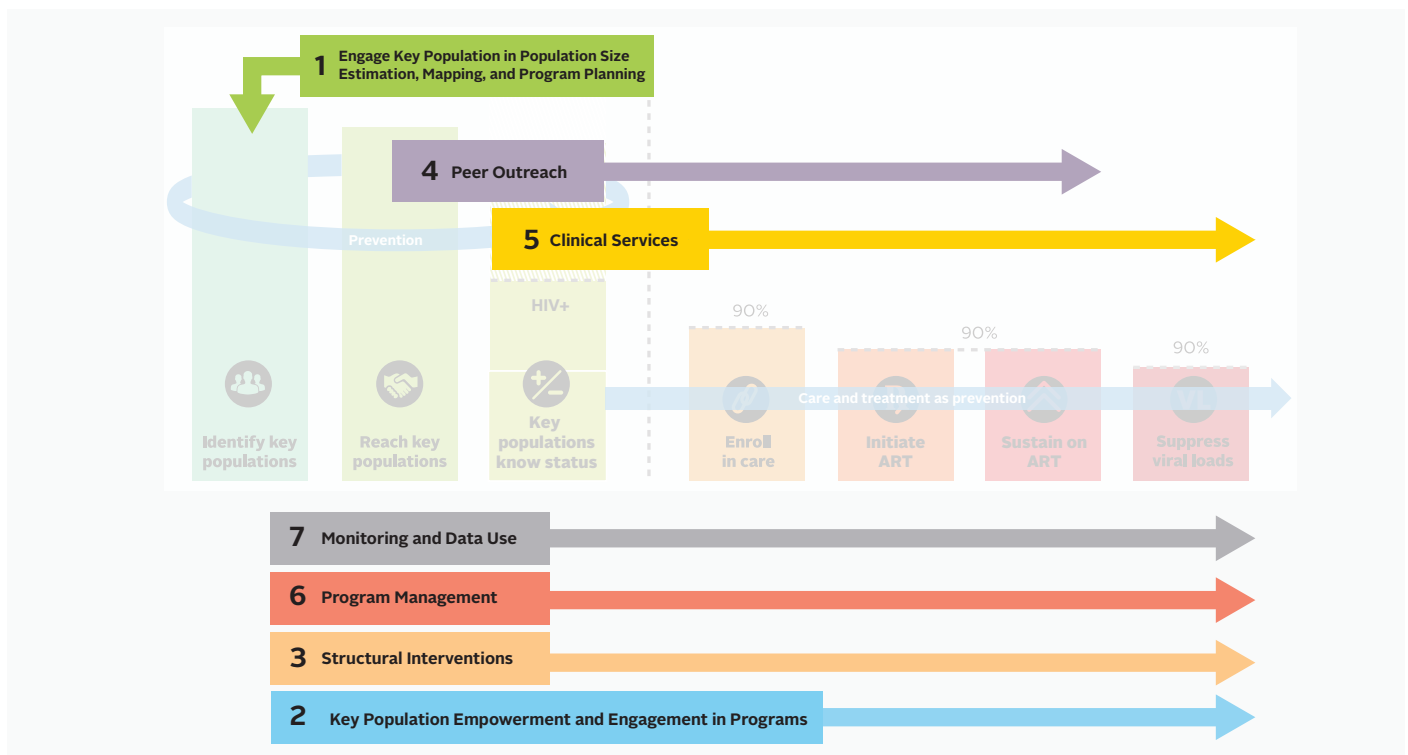 1 Engage Key Population in Population Size
Estimation, Mapping, and Program Planning
4 Peer Outreach
Prevention
5 Clinical Services
HIV+
90%
90%
90%
Care and treatment as prevention
Identify key
populations
Reach key
populations
Key
populations
know status
Enroll
in care
Initiate
ART
Sustain on
ART
VL
Suppress
viral loads
7 Monitoring and Data Use
6 Program Management
3 Structural Interventions
2 Key Population Empowerment and Engagement in Programs